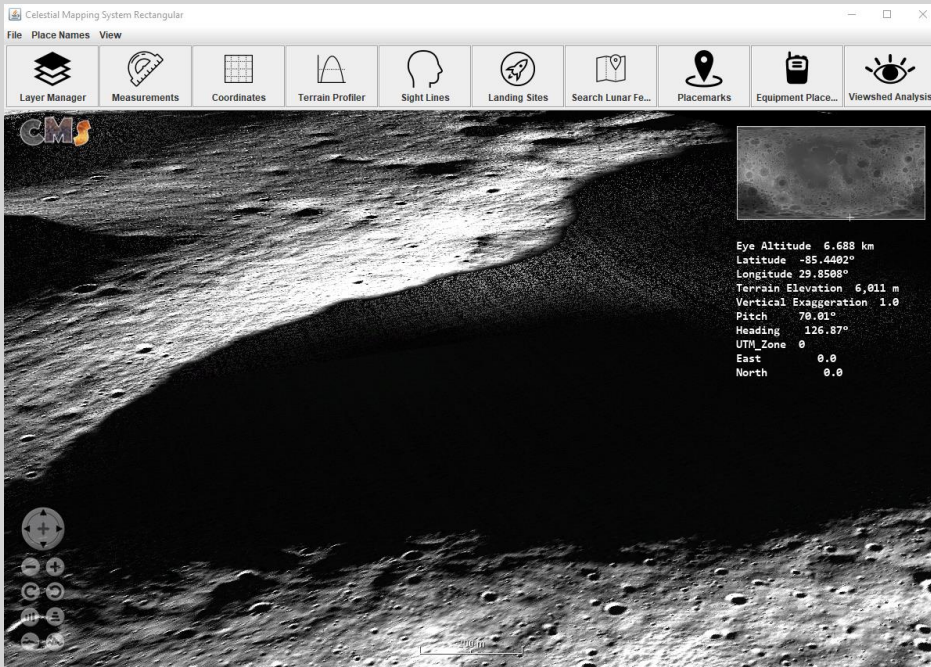 Celestial Mapping System Rectangular
File Place Names View
Layer Manager Measurements Coordinates Terrain Profiler Sight Lines Landing Sites Search Lunar Fe... Placemarks Equipment Place... Viewshed Analysis
CMS
Eye Altitude 6.688 km
Latitude -85.4402°
Longitude 29.8508°
Terrain Elevation 6,011 m
Vertical Exaggeration 1.0
Pitch 70.01°
Heading 126.87°
UTM_Zone 0
East 0.0
North 0.0